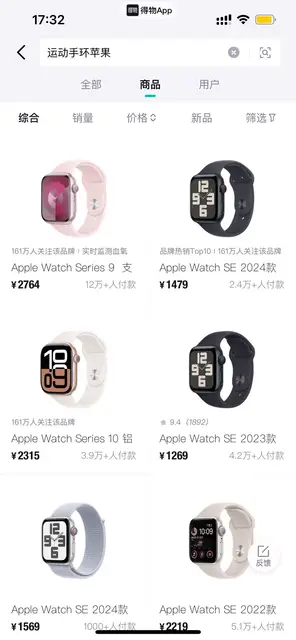 17:32
得物 得物App
运动手环苹果
全部 商品 用户
综合 销量 价格 新品 筛选
161万人关注该品牌 实时监测血氧
Apple Watch Series 9 支
¥2764 12万+人付款
品牌热销Top10 161万人关注该品牌
Apple Watch SE 2024款
¥1479 2.4万+人付款
161万人关注该品牌
Apple Watch Series 10 铝
¥2315 3.9万+人付款
9.4 (1892)
Apple Watch SE 2023款
¥1269 4.2万+人付款
Apple Watch SE 2024款
¥1569 1000+人付款
Apple Watch SE 2022款
¥2219 5.1万+人付款
反馈